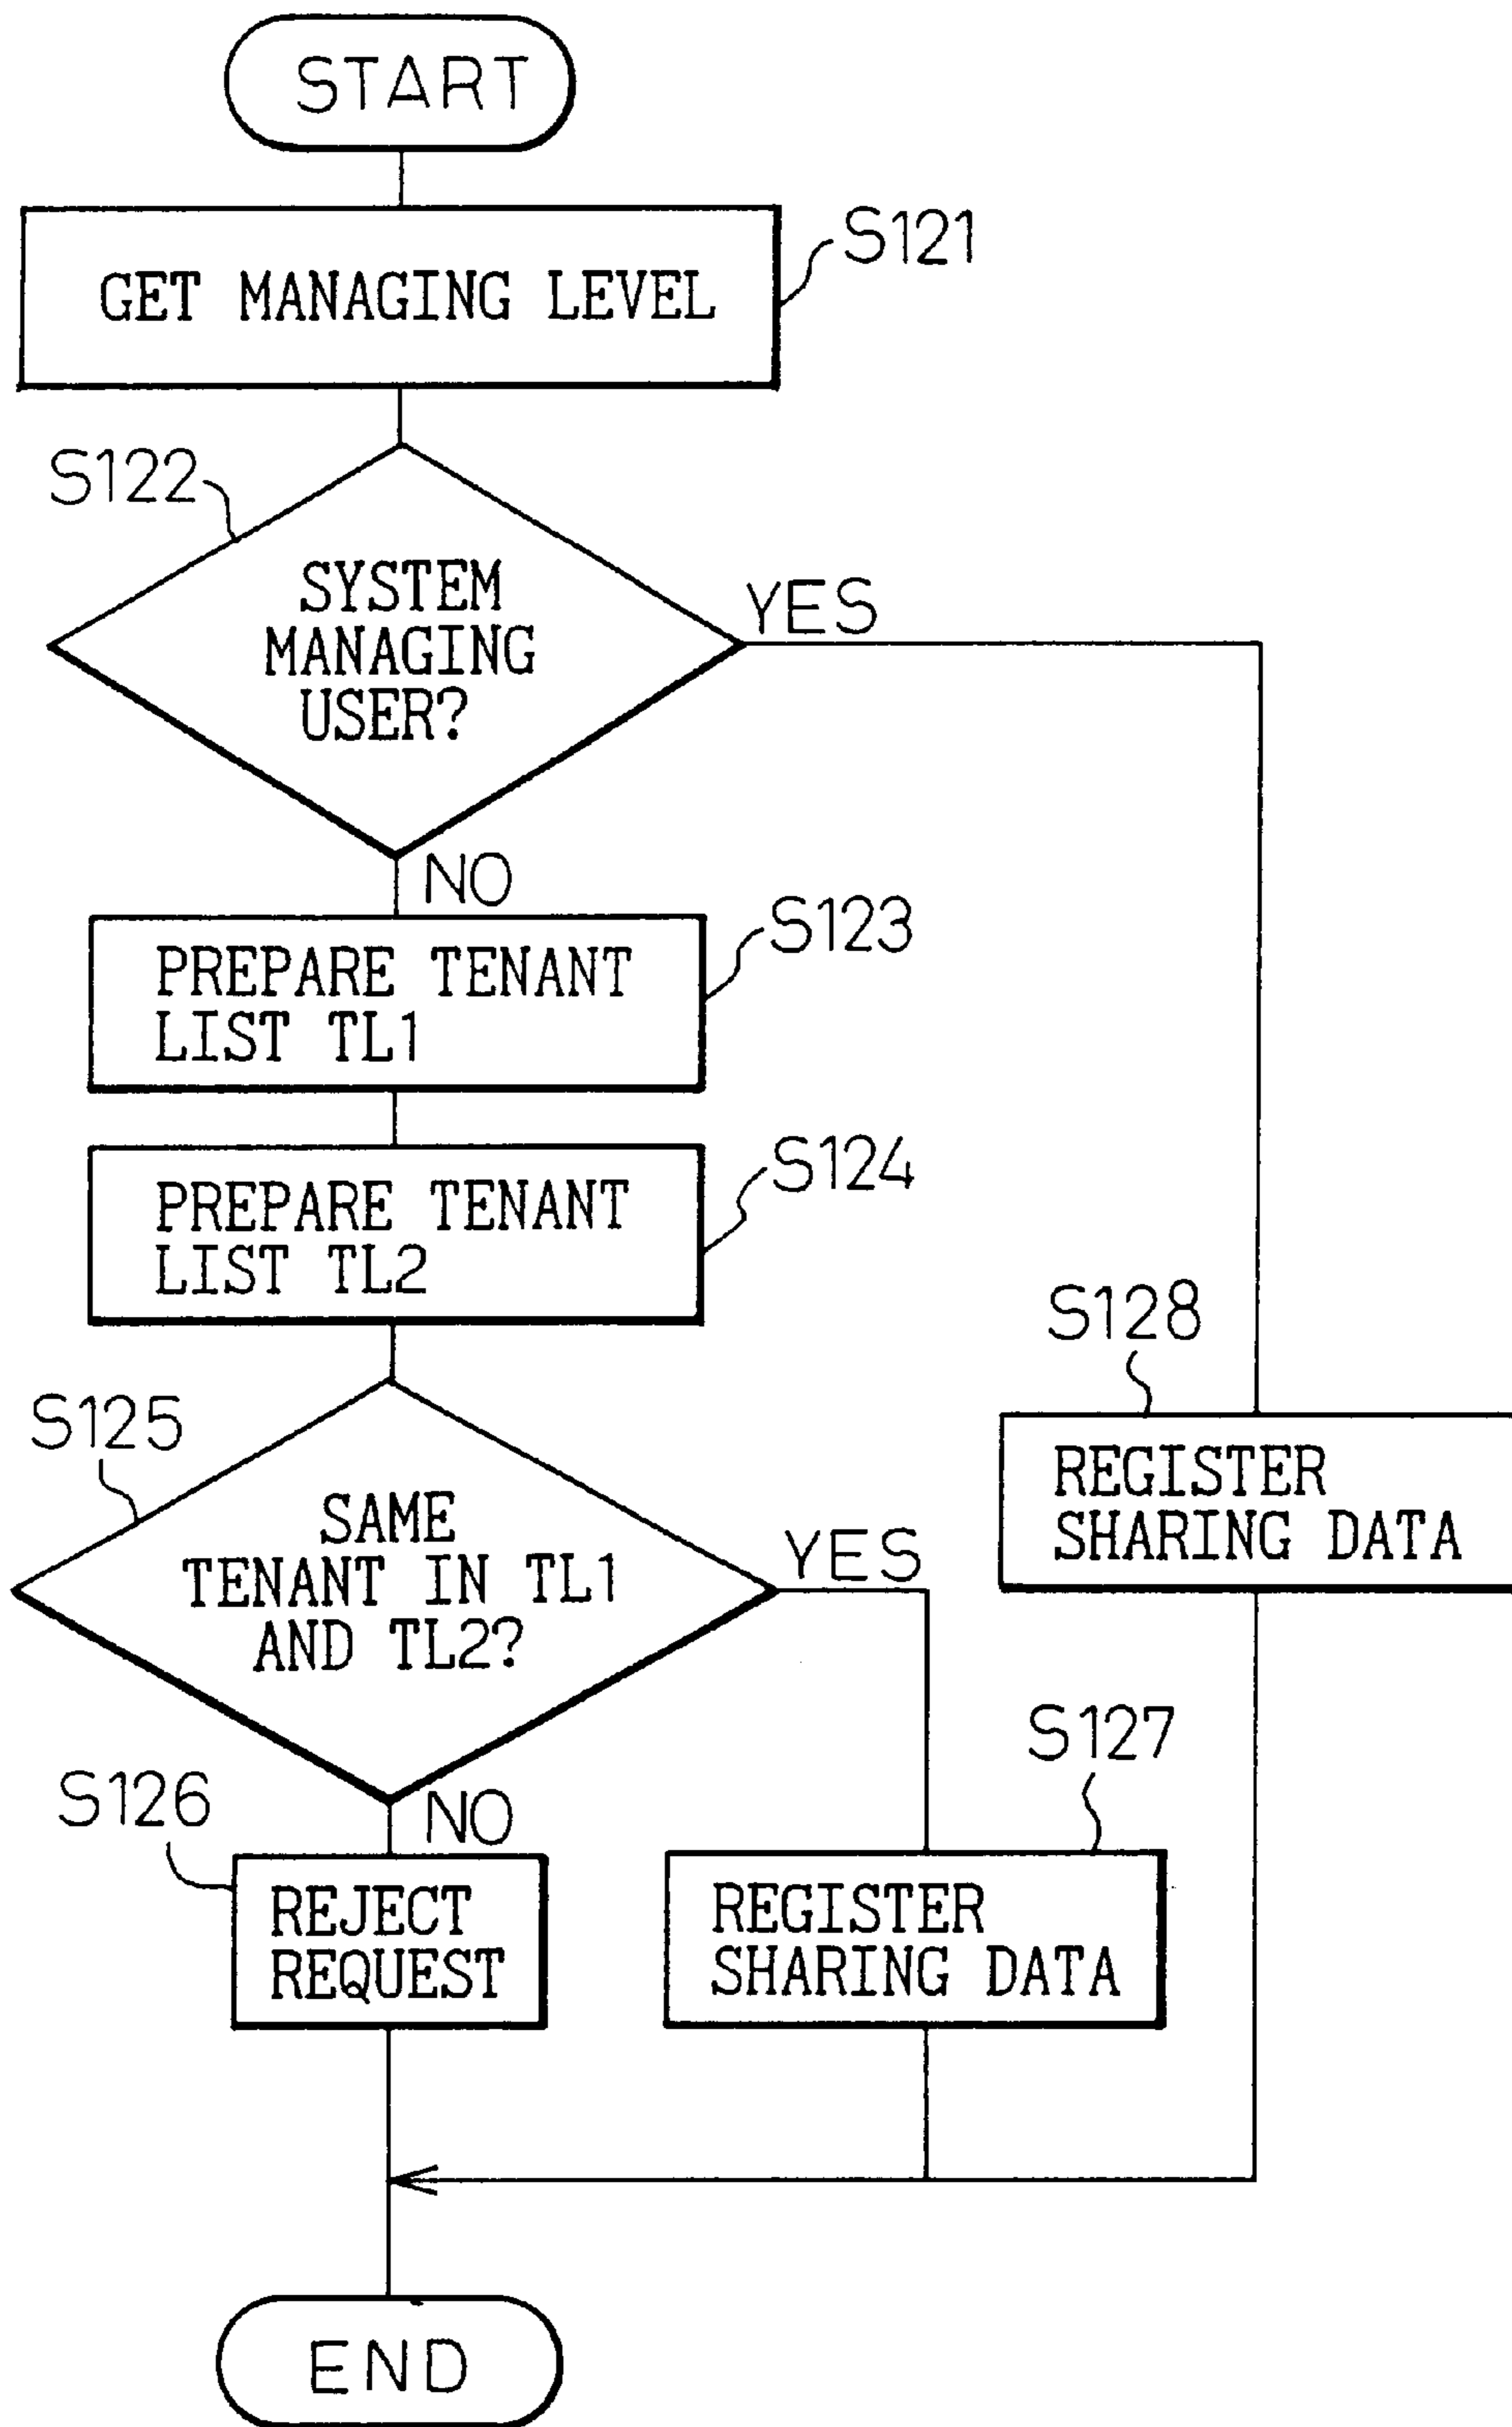 START
GET MANAGING LEVEL
S121
S122
SYSTEM
MANAGING
USER?
YES
NO
S123
PREPARE TENANT
LIST TL1
S124
PREPARE TENANT
LIST TL2
S125
SAME
TENANT IN TL1
AND TL2?
YES
S128
REGISTER
SHARING DATA
NO
S126
REJECT
REQUEST
S127
REGISTER
SHARING DATA
END